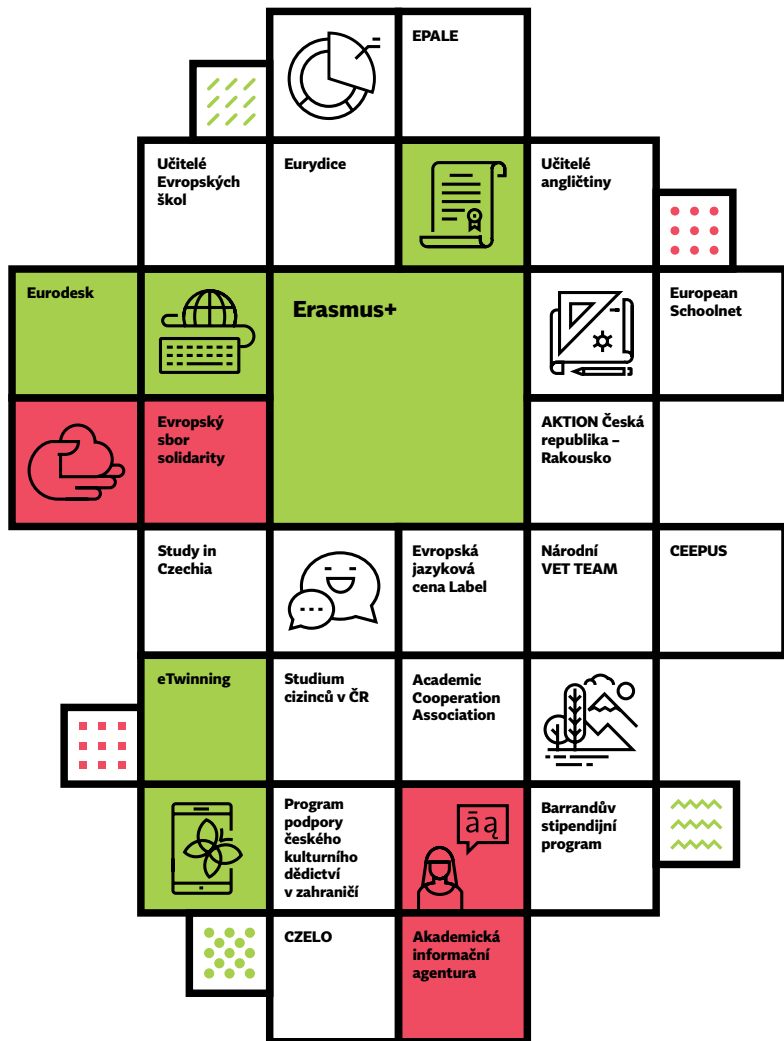 EPALE
Učitelé
Evropských
škol
Eurydice
Učitelé
angličtiny
Eurodesk
Erasmus+
European
Schoolnet
Evropský
sbor
solidarity
AKTION Česká
republika –
Rakousko
Study in
Czechia
Evropská
jazyková
cena Label
Národní
VET TEAM
CEEPUS
eTwinning
Studium
cizinců v ČR
Academic
Cooperation
Association
Program
podpory
českého
kulturního
dědictví
v zahraničí
āą
Barrandův
stipendijní
program
CZELO
Akademická
informační
agentura